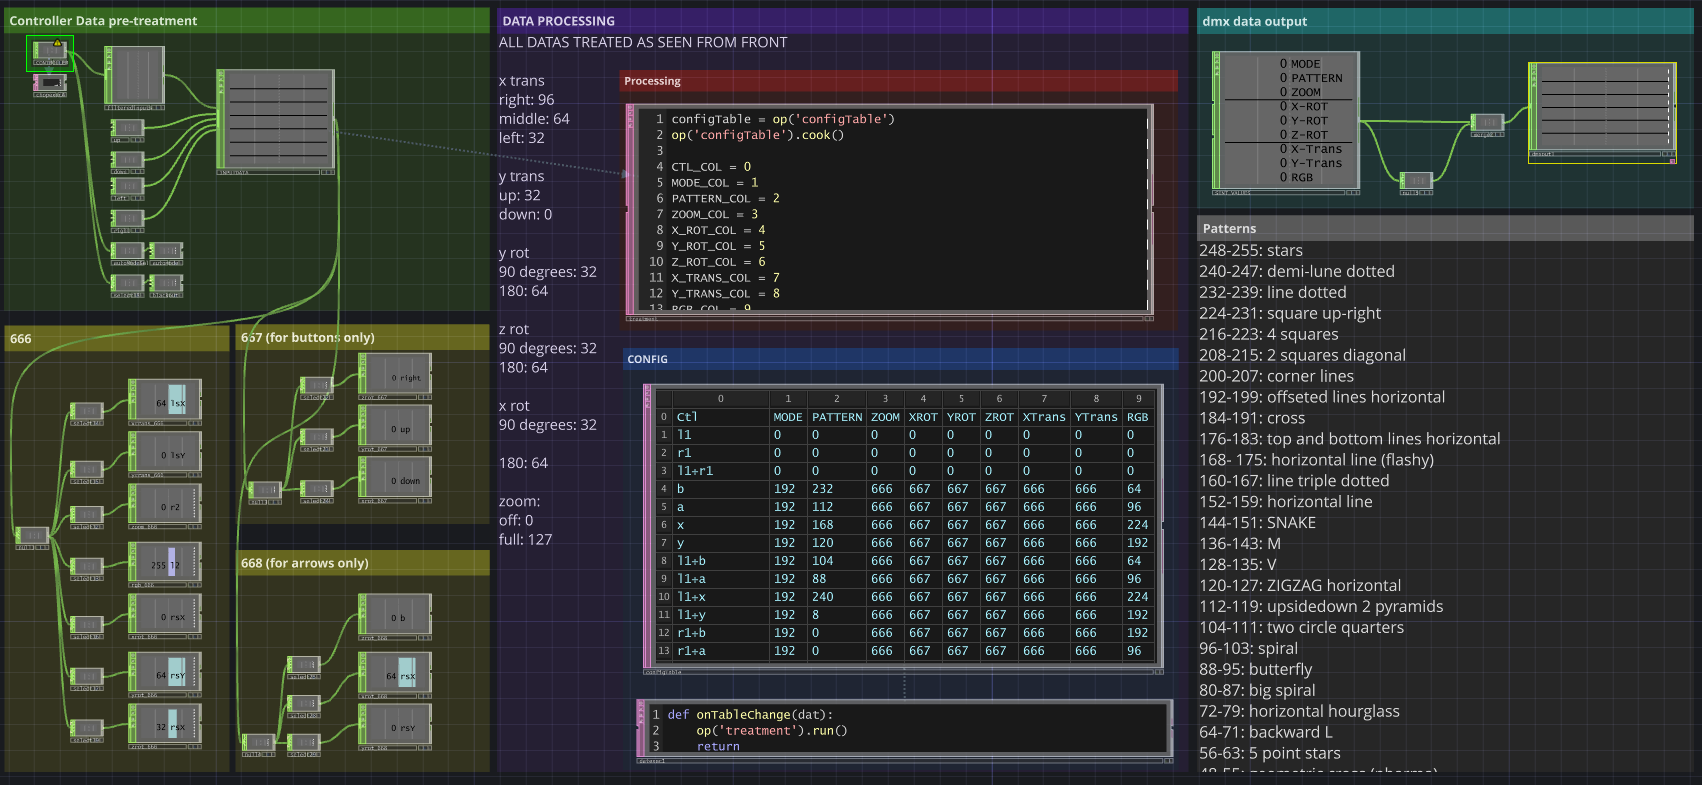 Controller Data pre-treatment
up
down
left
right
666
64 lsX
0 lsY
0 r2
255 l2
0 rsX
64 rsY
32 rsX
667 (for buttons only)
0 right
0 up
0 down
668 (for arrows only)
0 b
64 rsX
0 rsY
DATA PROCESSING
ALL DATAS TREATED AS SEEN FROM FRONT
x trans
right: 96
middle: 64
left: 32
y trans
up: 32
down: 0
y rot
90 degrees: 32
180: 64
z rot
90 degrees: 32
180: 64
x rot
90 degrees: 32
180: 64
zoom:
off: 0
full: 127
Processing
1 configTable = op('configTable')
2 op('configTable').cook()
3
4 CTL_COL = 0
5 MODE_COL = 1
6 PATTERN_COL = 2
7 ZOOM_COL = 3
8 X_ROT_COL = 4
9 Y_ROT_COL = 5
10 Z_ROT_COL = 6
11 X_TRANS_COL = 7
12 Y_TRANS_COL = 8
13 RGB_COL = 9
treatment
CONFIG
0 1 2 3 4 5 6 7 8 9
0 Ctl MODE PATTERN ZOOM XROT YROT ZROT XTrans YTrans RGB
1 l1 0 0 0 0 0 0 0 0 0
2 r1 0 0 0 0 0 0 0 0 0
3 l1+r1 0 0 0 0 0 0 0 0 0
4 b 192 232 666 667 667 667 666 666 64
5 a 192 112 666 667 667 667 666 666 96
6 x 192 168 666 667 667 667 666 666 224
7 y 192 120 666 667 667 667 666 666 192
8 l1+b 192 104 666 667 667 667 666 666 64
9 l1+a 192 88 666 667 667 667 666 666 96
10 l1+x 192 240 666 667 667 667 666 666 224
11 l1+y 192 8 666 667 667 667 666 666 192
12 r1+b 192 0 666 667 667 667 666 666 192
13 r1+a 192 0 666 667 667 667 666 666 96
configTable
1 def onTableChange(dat):
2 op('treatment').run()
3 return
dmx data output
0 MODE
0 PATTERN
0 ZOOM
0 X-ROT
0 Y-ROT
0 Z-ROT
0 X-Trans
0 Y-Trans
0 RGB
Patterns
248-255: stars
240-247: demi-lune dotted
232-239: line dotted
224-231: square up-right
216-223: 4 squares
208-215: 2 squares diagonal
200-207: corner lines
192-199: offseted lines horizontal
184-191: cross
176-183: top and bottom lines horizontal
168- 175: horizontal line (flashy)
160-167: line triple dotted
152-159: horizontal line
144-151: SNAKE
136-143: M
128-135: V
120-127: ZIGZAG horizontal
112-119: upsidedown 2 pyramids
104-111: two circle quarters
96-103: spiral
88-95: butterfly
80-87: big spiral
72-79: horizontal hourglass
64-71: backward L
56-63: 5 point stars